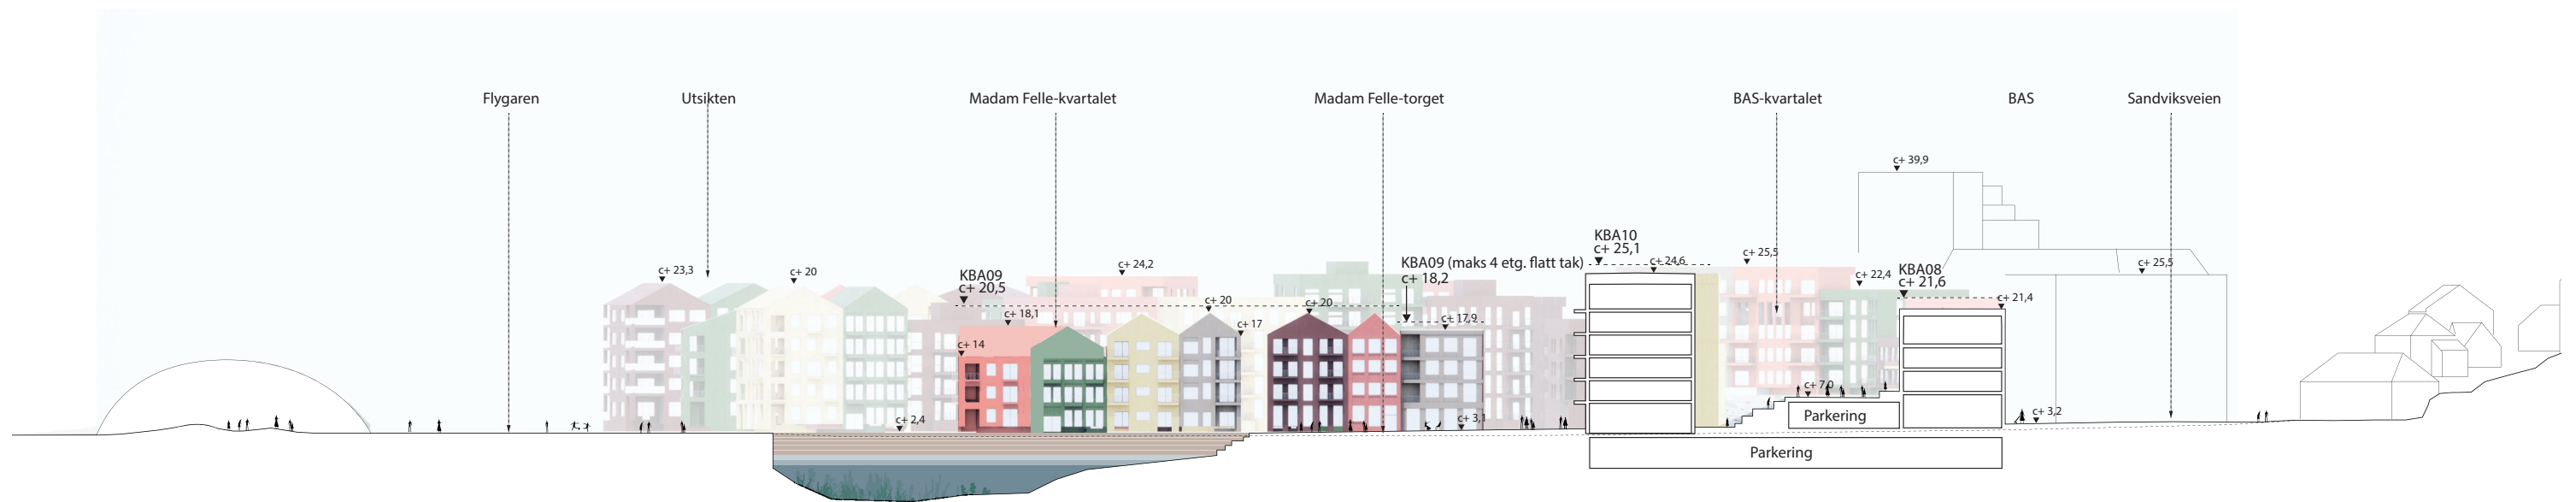 Flygaren
Utsikten
Madam Felle-kvartalet
Madam Felle-torget
BAS-kvartalet
BAS
Sandviksveien
c+ 39,9
KBA10
c+ 25,1
c+ 23,3
c+ 20
KBA09
c+ 20,5
c+ 24,2
KBA09 (maks 4 etg. flatt tak)
c+ 18,2
c+ 24,6
c+ 25,5
c+ 22,4
KBA08
c+ 21,6
c+ 25,5
c+ 21,4
c+ 18,1
c+ 20
c+ 20
c+ 17
c+ 17,9
c+ 14
c+ 7,0
c+ 2,4
c+ 3,1
Parkering
c+ 3,2
Parkering